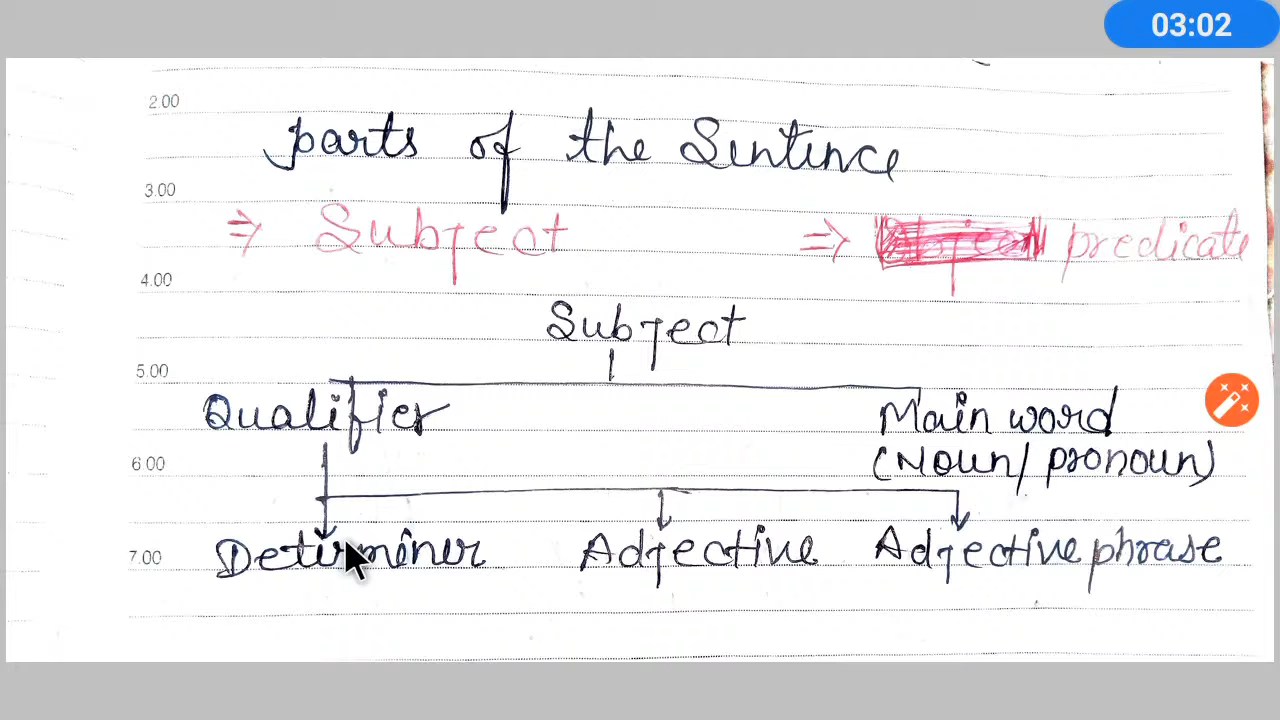 03:02
2.00
parts of the Sentence
3.00
⇒ Subject ⇒ predicate
4.00
Subject
5.00
Qualifier Main word
6.00 (Noun/pronoun)
7.00 Determiner Adjective Adjective phrase